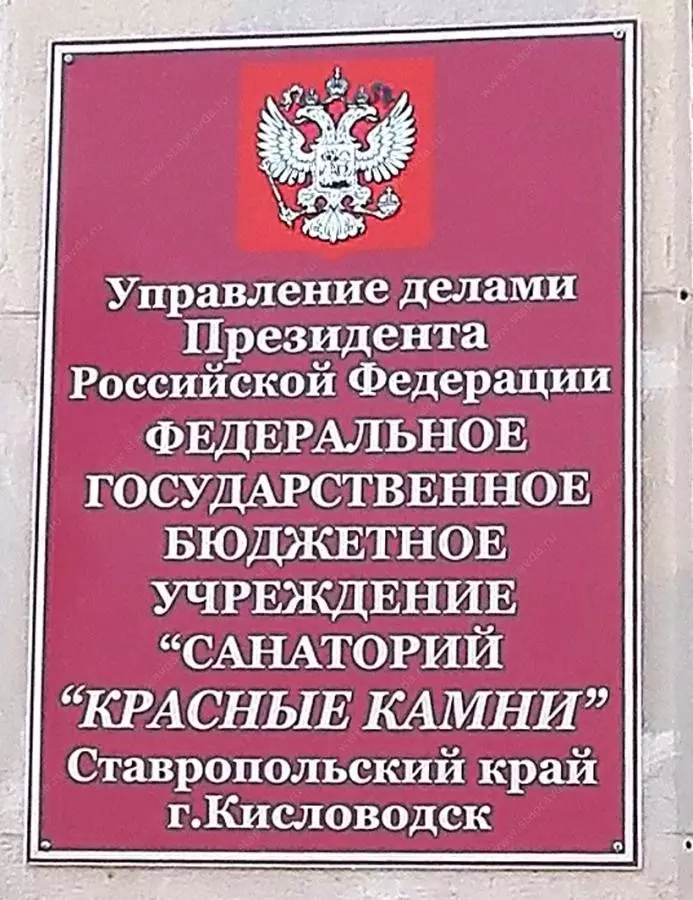 Управление делами
Президента
Российской Федерации
ФЕДЕРАЛЬНОЕ
ГОСУДАРСТВЕННОЕ
БЮДЖЕТНОЕ
УЧРЕЖДЕНИЕ
“САНАТОРИЙ
“КРАСНЫЕ КАМНИ”
Ставропольский край
г.Кисловодск